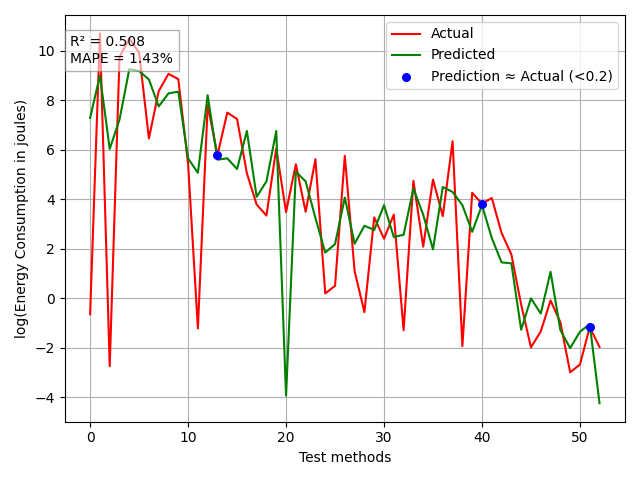 R² = 0.508
MAPE = 1.43%
Actual
Predicted
Prediction ≈ Actual (<0.2)
log(Energy Consumption in joules)
10
8
6
4
2
0
−2
−4
0 10 20 30 40 50
Test methods